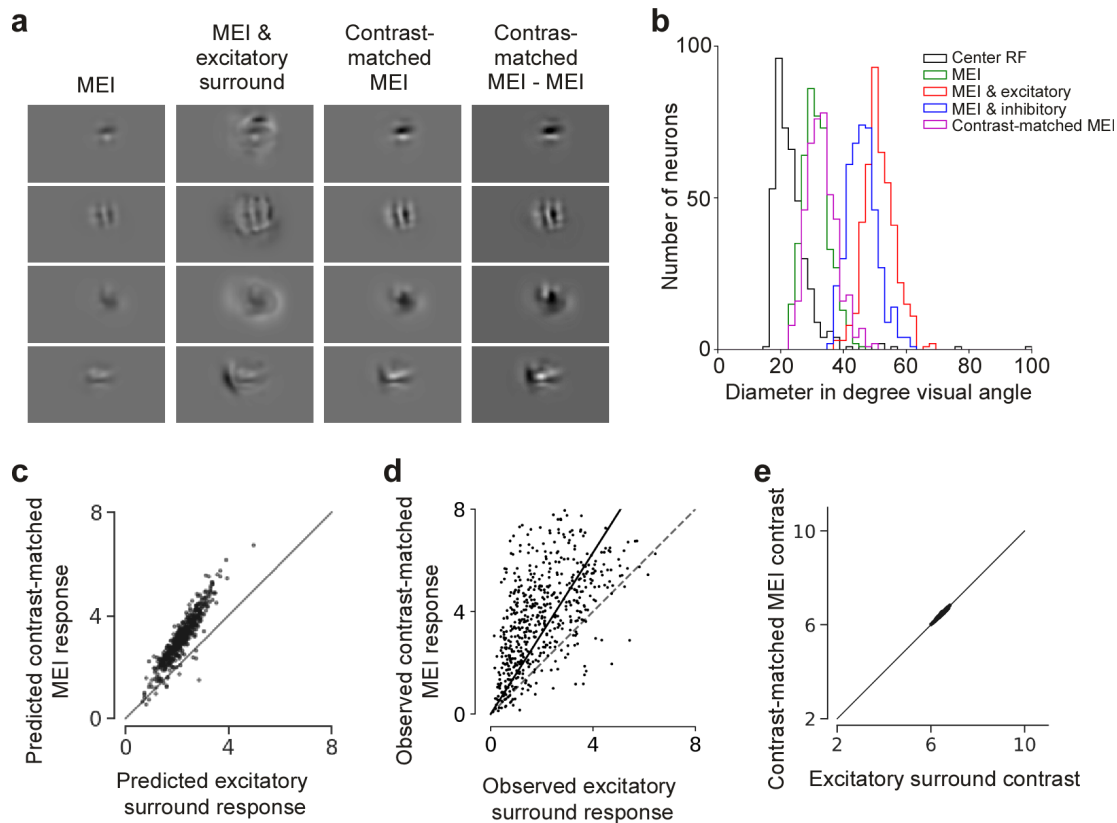 a
MEI
MEI &
excitatory
surround
Contrast-
matched
MEI
Contras-
matched
MEI - MEI
b
Number of neurons
100
50
0
0 20 40 60 80 100
Diameter in degree visual angle
Center RF
MEI
MEI & excitatory
MEI & inhibitory
Contrast-matched MEI
c
Predicted contrast-matched
MEI response
8
4
0
0 4 8
Predicted excitatory
surround response
d
Observed contrast-matched
MEI response
8
4
0
0 4 8
Observed excitatory
surround response
e
Contrast-matched MEI contrast
10
6
2
2 6 10
Excitatory surround contrast